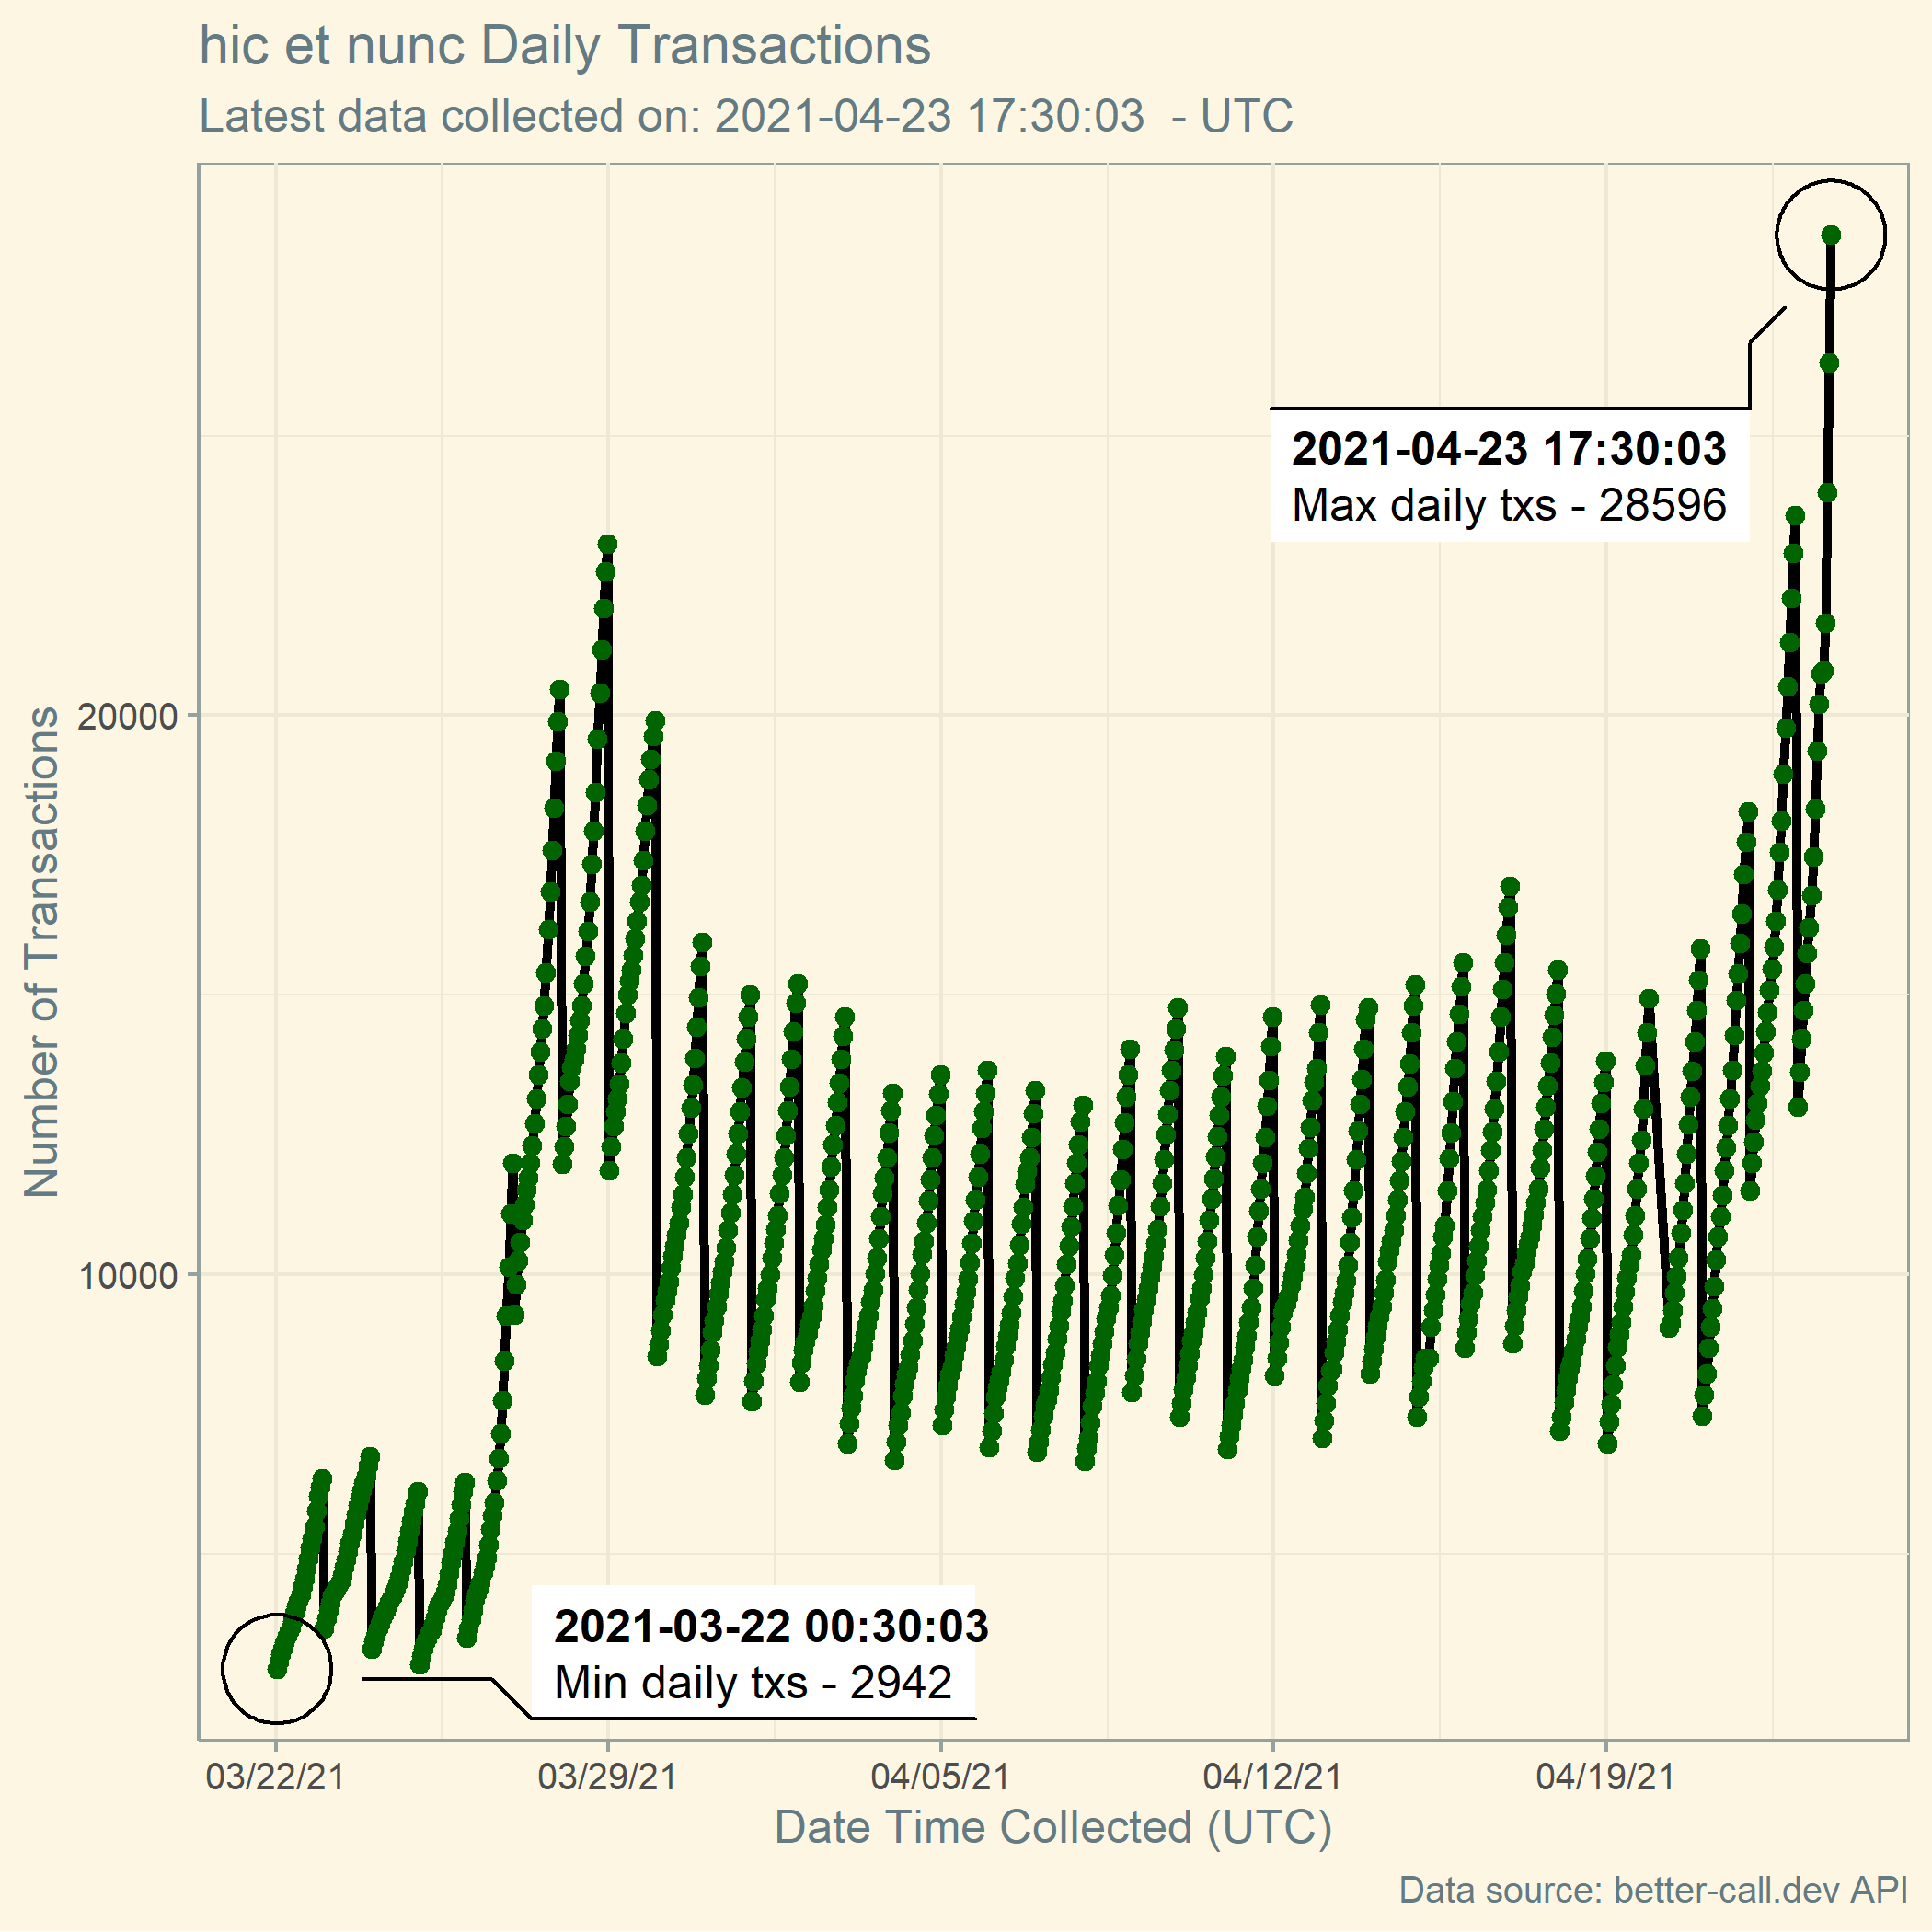 hic et nunc Daily Transactions
Latest data collected on: 2021-04-23 17:30:03  - UTC
2021-04-23 17:30:03
Max daily txs - 28596
Number of Transactions
20000
10000
2021-03-22 00:30:03
Min daily txs - 2942
03/22/21
03/29/21
04/05/21
04/12/21
04/19/21
Date Time Collected (UTC)
Data source: better-call.dev API